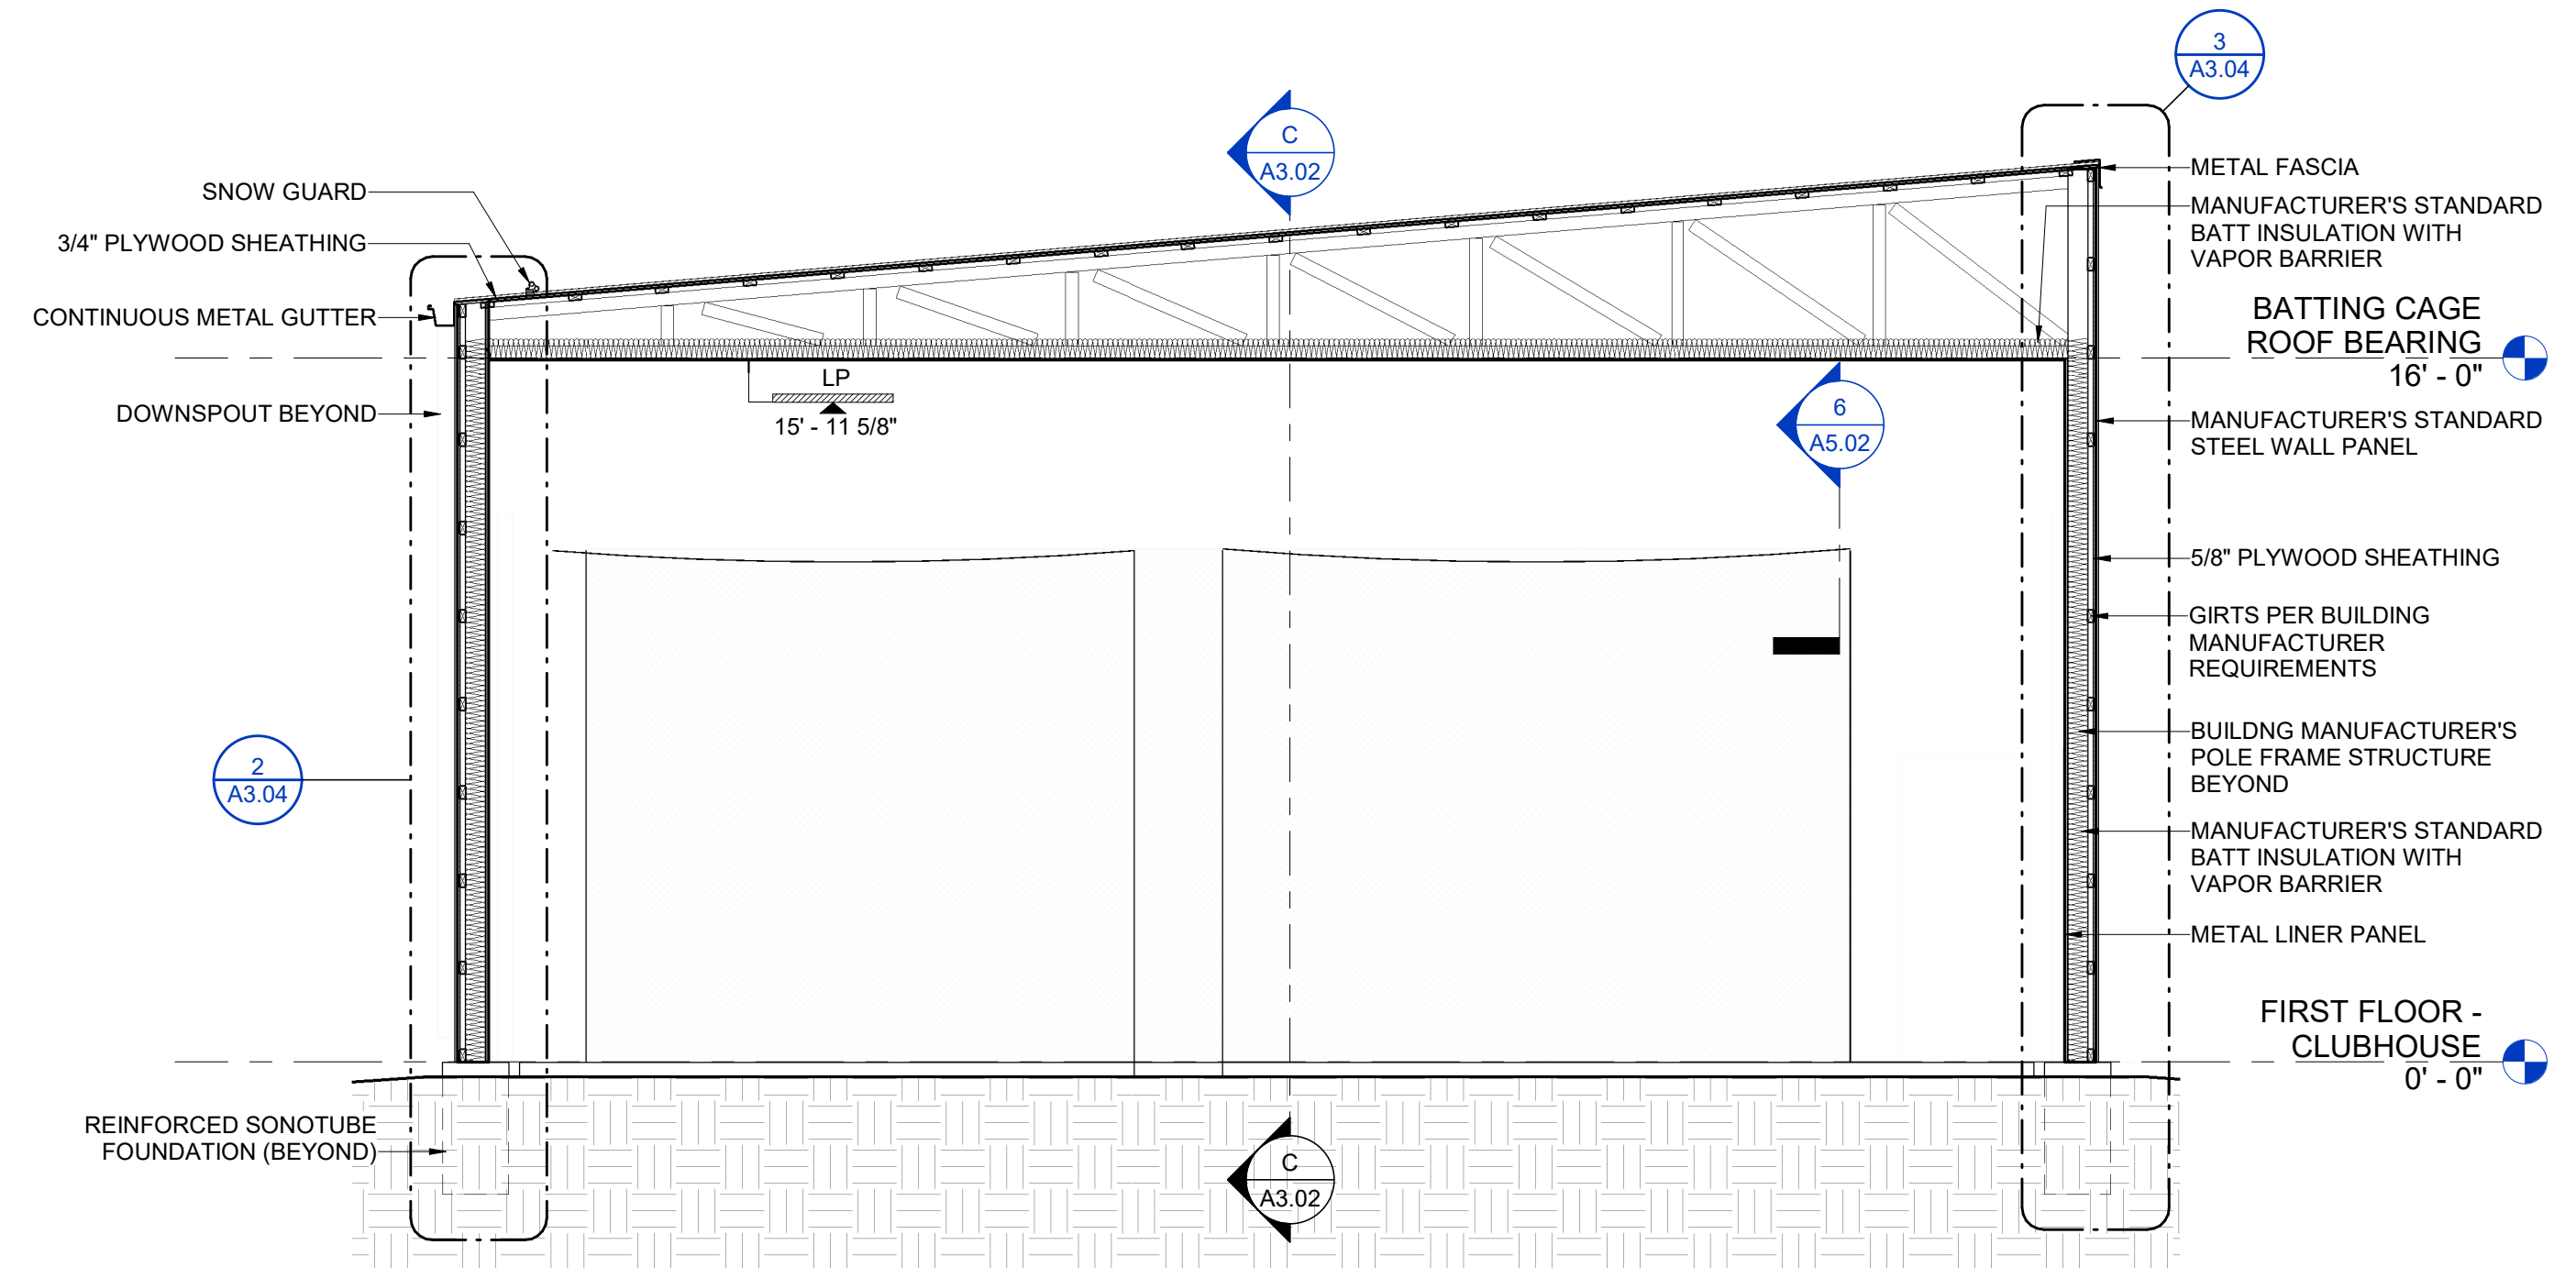 3
A3.04
C
A3.02
SNOW GUARD
3/4" PLYWOOD SHEATHING
CONTINUOUS METAL GUTTER
DOWNSPOUT BEYOND
2
A3.04
REINFORCED SONOTUBE
FOUNDATION (BEYOND)
LP
15' - 11 5/8"
6
A5.02
C
A3.02
METAL FASCIA
MANUFACTURER'S STANDARD
BATT INSULATION WITH
VAPOR BARRIER
BATTING CAGE
ROOF BEARING
16' - 0"
MANUFACTURER'S STANDARD
STEEL WALL PANEL
5/8" PLYWOOD SHEATHING
GIRTS PER BUILDING
MANUFACTURER
REQUIREMENTS
BUILDNG MANUFACTURER'S
POLE FRAME STRUCTURE
BEYOND
MANUFACTURER'S STANDARD
BATT INSULATION WITH
VAPOR BARRIER
METAL LINER PANEL
FIRST FLOOR -
CLUBHOUSE
0' - 0"